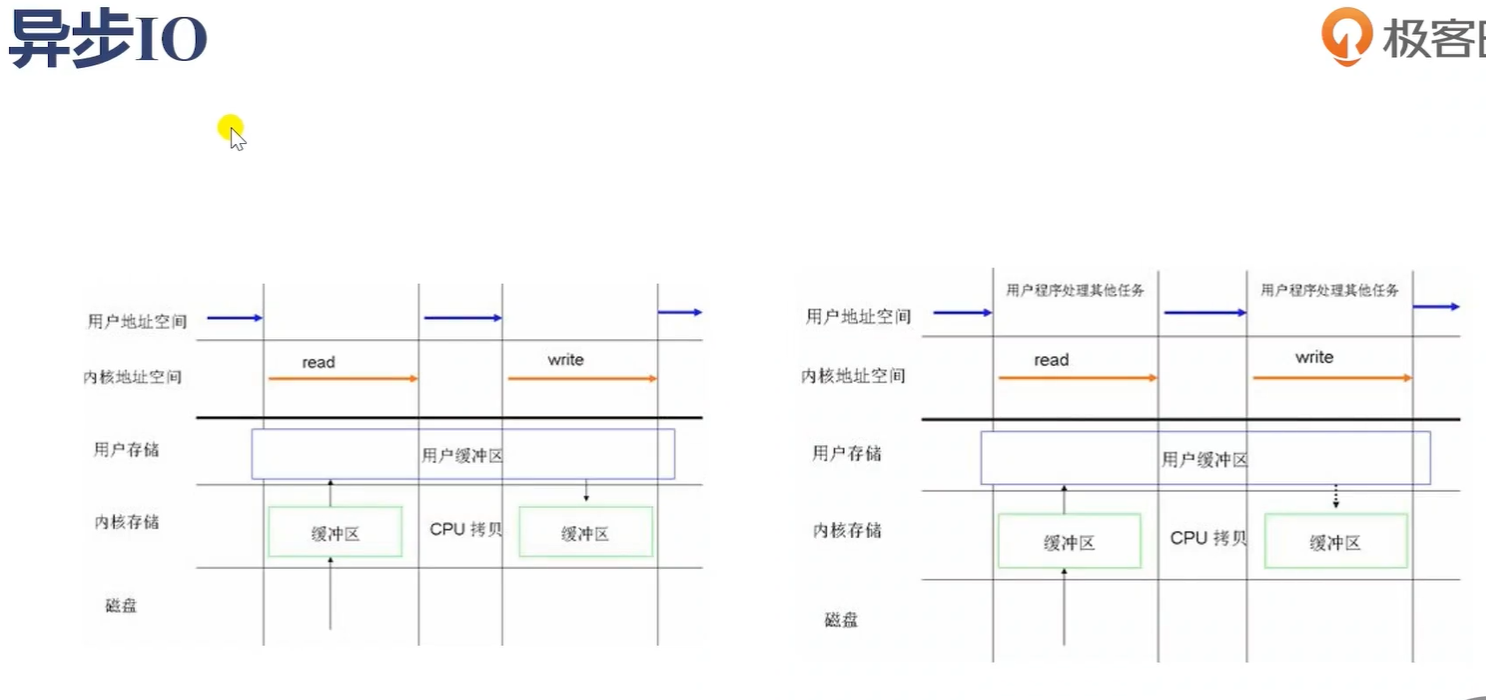 异步IO
极客
用户地址空间
read
write
内核地址空间
用户存储
用户缓冲区
内核存储
缓冲区
CPU 拷贝
缓冲区
磁盘
用户程序处理其他任务
用户程序处理其他任务
用户地址空间
read
write
内核地址空间
用户存储
用户缓冲区
内核存储
缓冲区
CPU 拷贝
缓冲区
磁盘